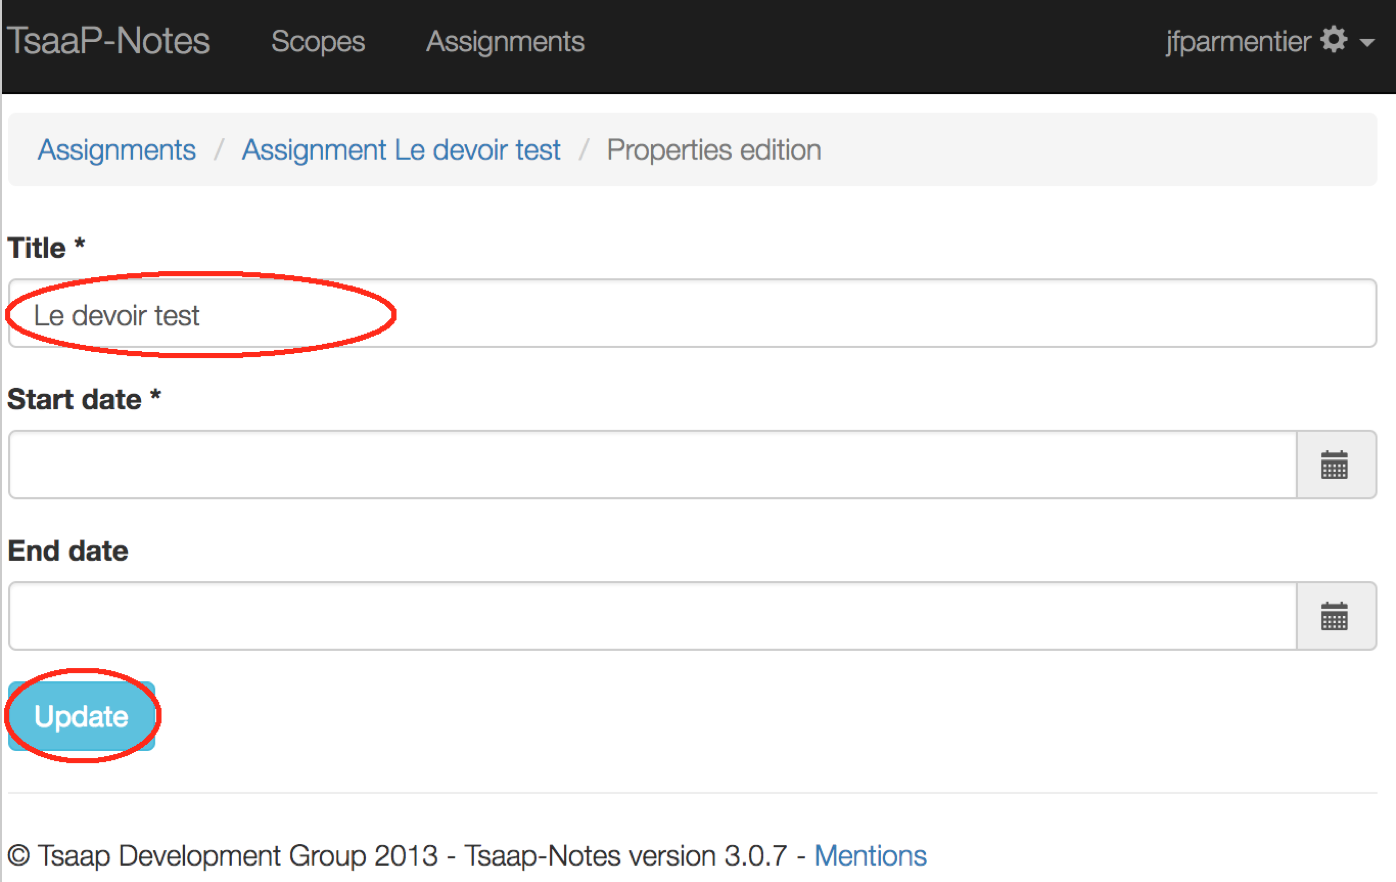 TsaaP-Notes Scopes Assignments jfparmentier
Assignments / Assignment Le devoir test / Properties edition
Title *
Le devoir test
Start date *
End date
Update
© Tsaap Development Group 2013 - Tsaap-Notes version 3.0.7 - Mentions